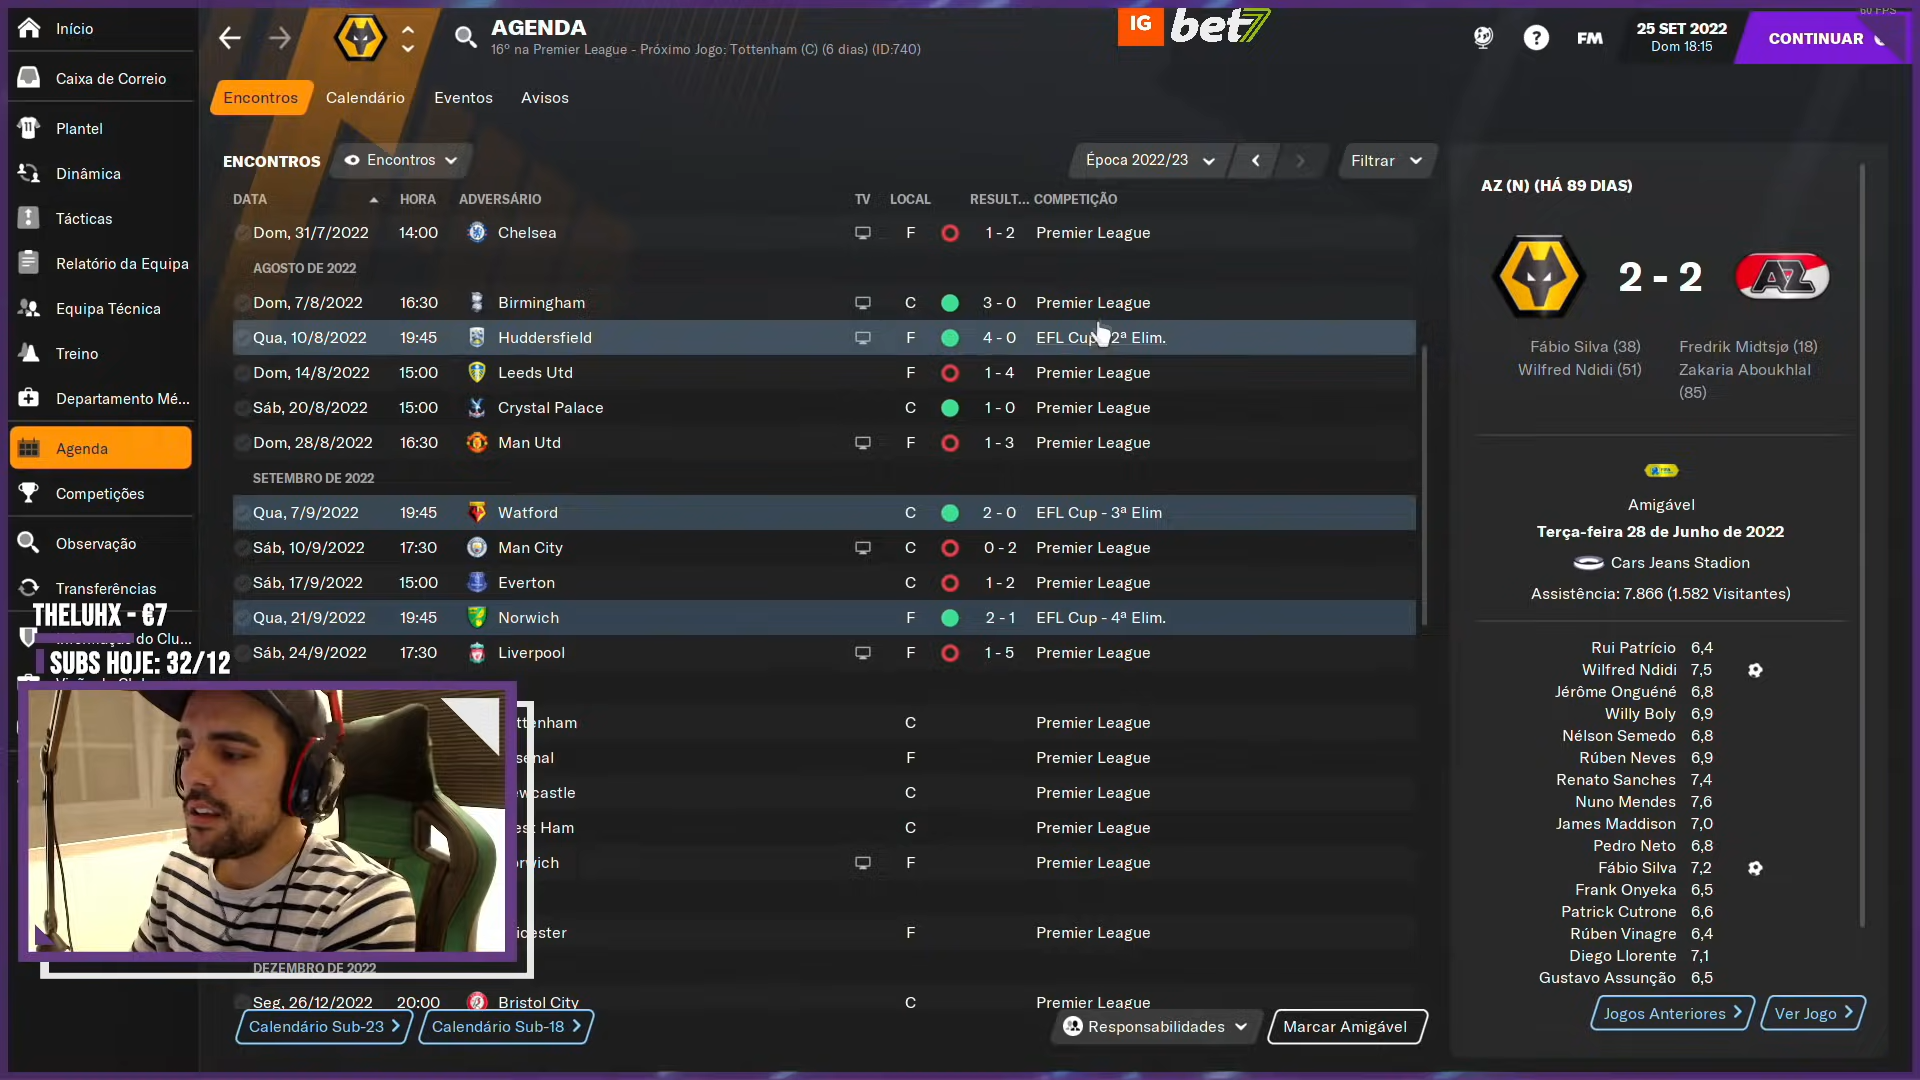 Início
Caixa de Correio
Plantel
Dinâmica
Tácticas
Relatório da Equipa
Equipa Técnica
Treino
Departamento Mé...
Agenda
Competições
Observação
Transferências
THELUHX - €7
do Clu...
SUBS HOJE: 32/12
AGENDA
16º na Premier League - Próximo Jogo: Tottenham (C) (6 dias) (ID:740)
IG bet7
60 FPS
FM
25 SET 2022
Dom 18:15
CONTINUAR
Encontros Calendário Eventos Avisos
ENCONTROS Encontros Época 2022/23 Filtrar
DATA HORA ADVERSÁRIO TV LOCAL RESULT... COMPETIÇÃO
Dom, 31/7/2022 14:00 Chelsea F 1 - 2 Premier League
AGOSTO DE 2022
Dom, 7/8/2022 16:30 Birmingham C 3 - 0 Premier League
Qua, 10/8/2022 19:45 Huddersfield F 4 - 0 EFL Cup 2ª Elim.
Dom, 14/8/2022 15:00 Leeds Utd F 1 - 4 Premier League
Sáb, 20/8/2022 15:00 Crystal Palace C 1 - 0 Premier League
Dom, 28/8/2022 16:30 Man Utd F 1 - 3 Premier League
SETEMBRO DE 2022
Qua, 7/9/2022 19:45 Watford C 2 - 0 EFL Cup - 3ª Elim
Sáb, 10/9/2022 17:30 Man City C 0 - 2 Premier League
Sáb, 17/9/2022 15:00 Everton C 1 - 2 Premier League
Qua, 21/9/2022 19:45 Norwich F 2 - 1 EFL Cup - 4ª Elim.
Sáb, 24/9/2022 17:30 Liverpool F 1 - 5 Premier League
ttenham C Premier League
senal F Premier League
wcastle C Premier League
st Ham C Premier League
rwich F Premier League
icester F Premier League
DEZEMBRO DE 2022
Seg, 26/12/2022 20:00 Bristol City C Premier League
Calendário Sub-23 Calendário Sub-18 Responsabilidades Marcar Amigável
AZ (N) (HÁ 89 DIAS)
2 - 2
AZ
Fábio Silva (38)
Wilfred Ndidi (51)
Fredrik Midtsjø (18)
Zakaria Aboukhlal
(85)
Amigável
Terça-feira 28 de Junho de 2022
Cars Jeans Stadion
Assistência: 7.866 (1.582 Visitantes)
Rui Patrício 6,4
Wilfred Ndidi 7,5
Jérôme Onguéné 6,8
Willy Boly 6,9
Nélson Semedo 6,8
Rúben Neves 6,9
Renato Sanches 7,4
Nuno Mendes 7,6
James Maddison 7,0
Pedro Neto 6,8
Fábio Silva 7,2
Frank Onyeka 6,5
Patrick Cutrone 6,6
Rúben Vinagre 6,4
Diego Llorente 7,1
Gustavo Assunção 6,5
Jogos Anteriores Ver Jogo